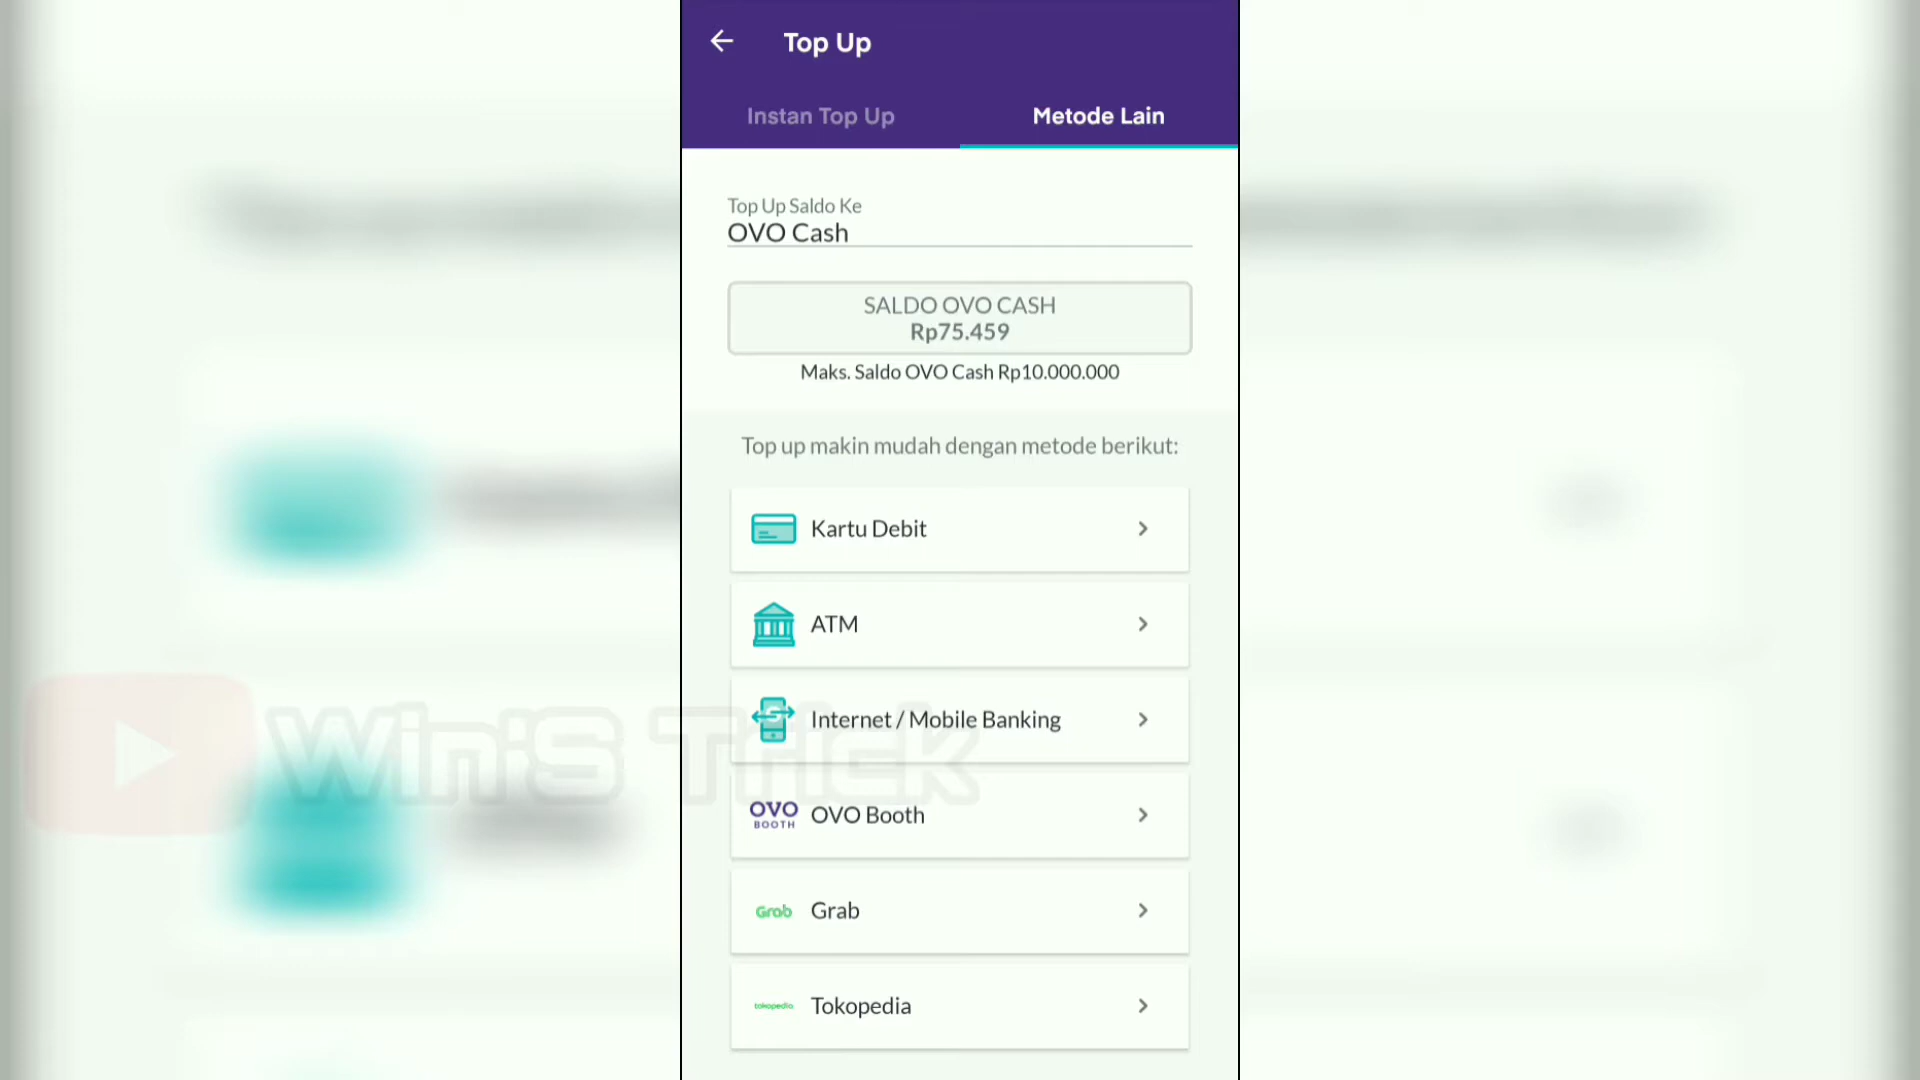 Top Up
Instan Top Up
Metode Lain
Top Up Saldo Ke
OVO Cash
SALDO OVO CASH
Rp75.459
Maks. Saldo OVO Cash Rp10.000.000
Top up makin mudah dengan metode berikut:
Kartu Debit
ATM
Internet / Mobile Banking
Win'S Trick
OVO BOOTH OVO Booth
Grab Grab
tokopedia Tokopedia